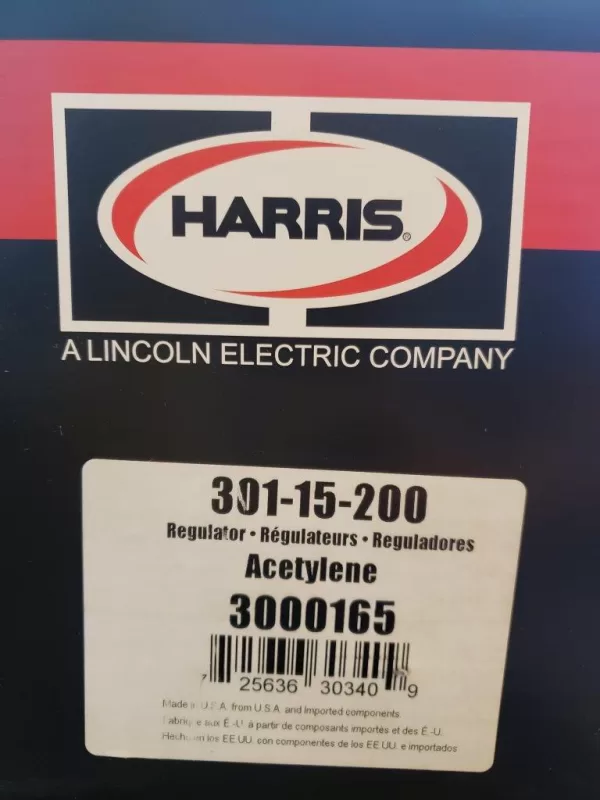 HARRIS®
A LINCOLN ELECTRIC COMPANY
301-15-200
Regulator • Régulateurs • Reguladores
Acetylene
3000165
7 25636 30340 9
Made in U.S.A. from U.S.A. and imported components.
Fabriqué aux É.-U. à partir de composants importés et des É.-U.
Hecho en los EE.UU. con componentes de los EE.UU. e importados